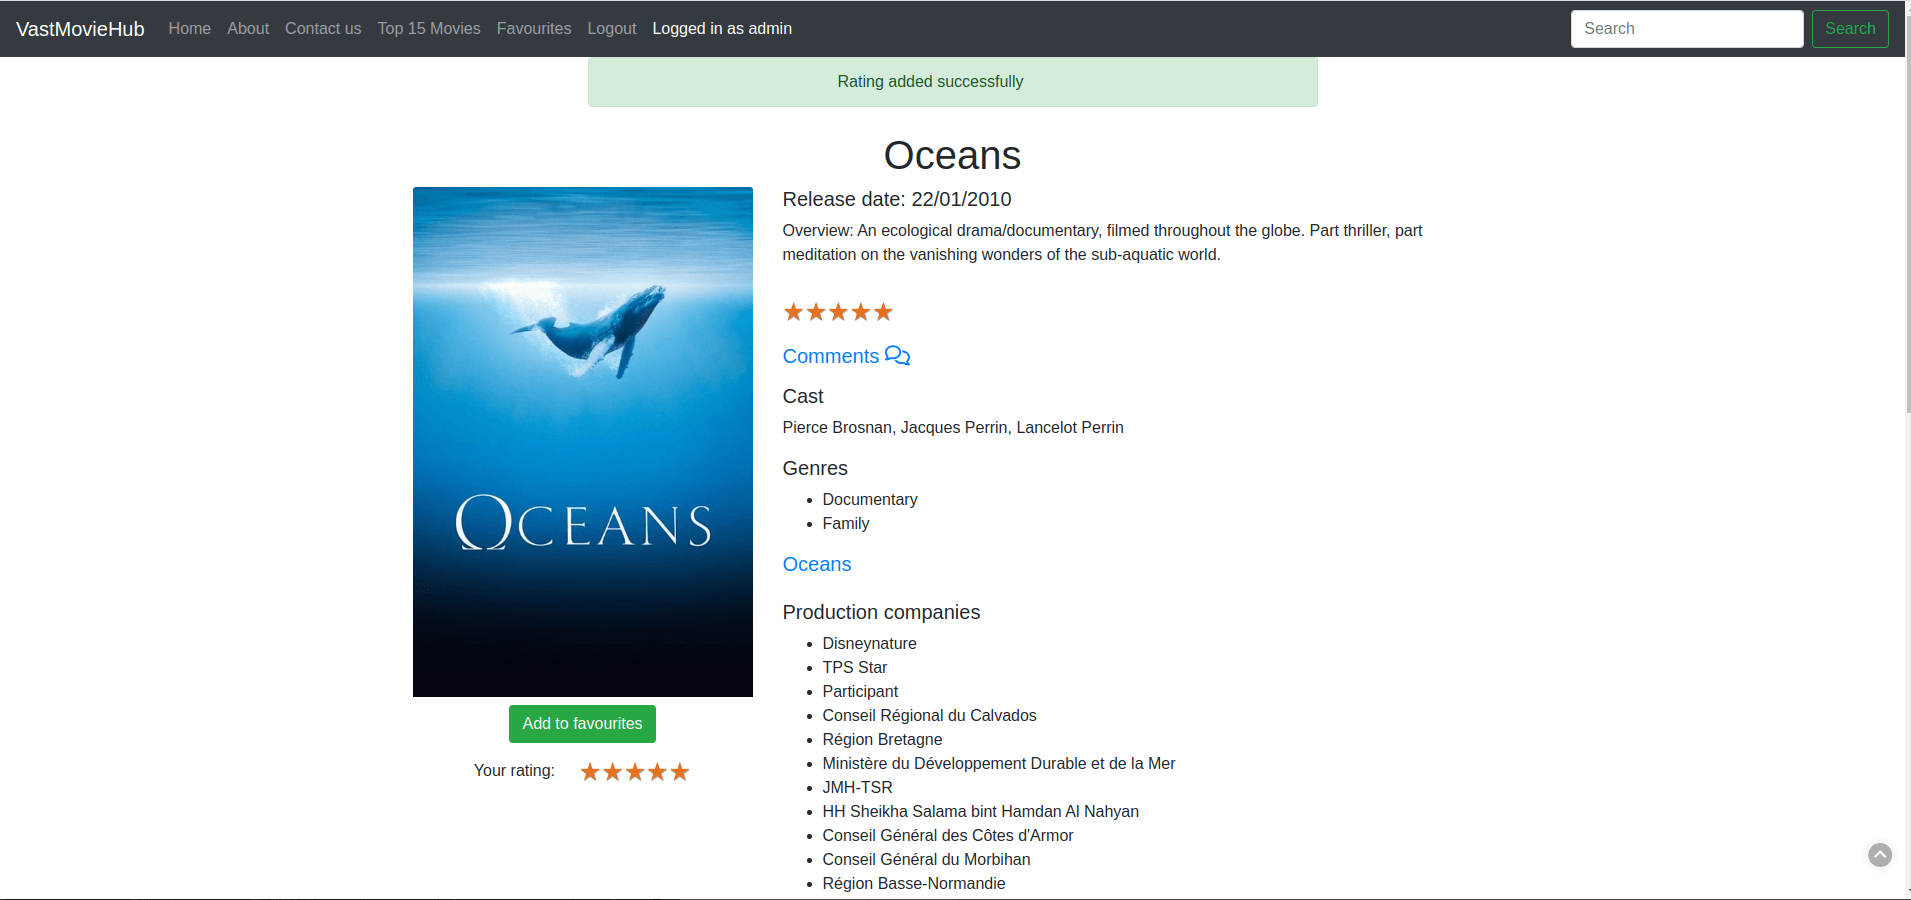 VastMovieHub Home About Contact us Top 15 Movies Favourites Logout Logged in as admin Search Search
Rating added successfully
Oceans
OCEANS
Add to favourites
Your rating:
Release date: 22/01/2010
Overview: An ecological drama/documentary, filmed throughout the globe. Part thriller, part
meditation on the vanishing wonders of the sub-aquatic world.
Comments
Cast
Pierce Brosnan, Jacques Perrin, Lancelot Perrin
Genres
Documentary
Family
Oceans
Production companies
Disneynature
TPS Star
Participant
Conseil Régional du Calvados
Région Bretagne
Ministère du Développement Durable et de la Mer
JMH-TSR
HH Sheikha Salama bint Hamdan Al Nahyan
Conseil Général des Côtes d'Armor
Conseil Général du Morbihan
Région Basse-Normandie